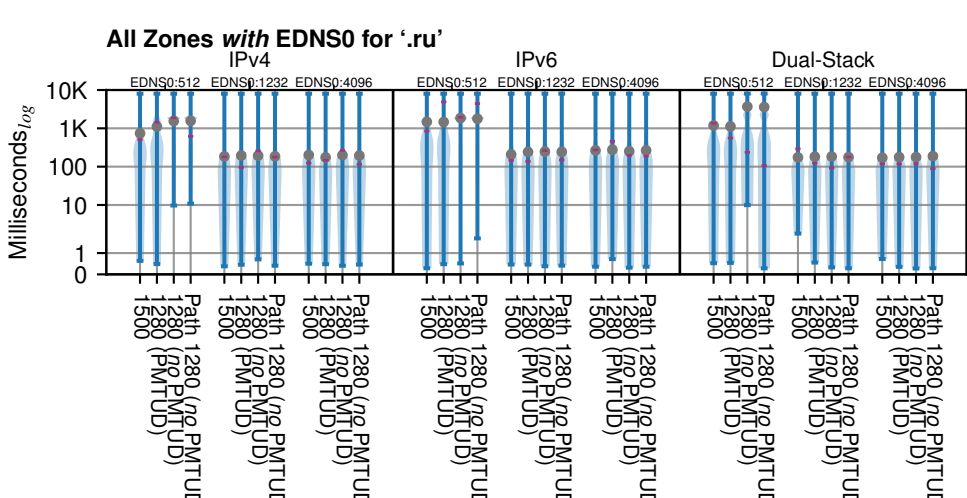 All Zones with EDNS0 for ‘.ru’
IPv4 IPv6 Dual-Stack
EDNS0:512 EDNS0:1232 EDNS0:4096 EDNS0:512 EDNS0:1232 EDNS0:4096 EDNS0:512 EDNS0:1232 EDNS0:4096
Milliseconds log
10K
1K
100
10
1
0
1500
1280 (PMTUD)
1280 (no PMTUD)
Path 1280 (no PMTUD
1500
1280 (PMTUD)
1280 (no PMTUD)
Path 1280 (no PMTUD
1500
1280 (PMTUD)
1280 (no PMTUD)
Path 1280 (no PMTUD
1500
1280 (PMTUD)
1280 (no PMTUD)
Path 1280 (no PMTUD
1500
1280 (PMTUD)
1280 (no PMTUD)
Path 1280 (no PMTUD
1500
1280 (PMTUD)
1280 (no PMTUD)
Path 1280 (no PMTUD
1500
1280 (PMTUD)
1280 (no PMTUD)
Path 1280 (no PMTUD
1500
1280 (PMTUD)
1280 (no PMTUD)
Path 1280 (no PMTUD
1500
1280 (PMTUD)
1280 (no PMTUD)
Path 1280 (no PMTUD